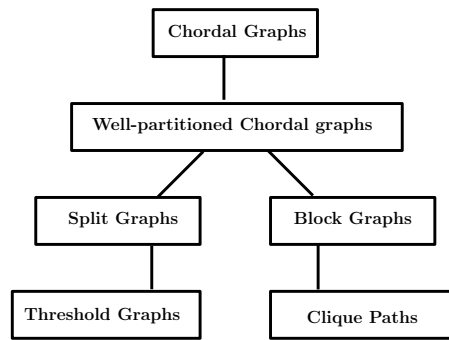 Chordal Graphs
Well-partitioned Chordal graphs
Split Graphs
Block Graphs
Threshold Graphs
Clique Paths